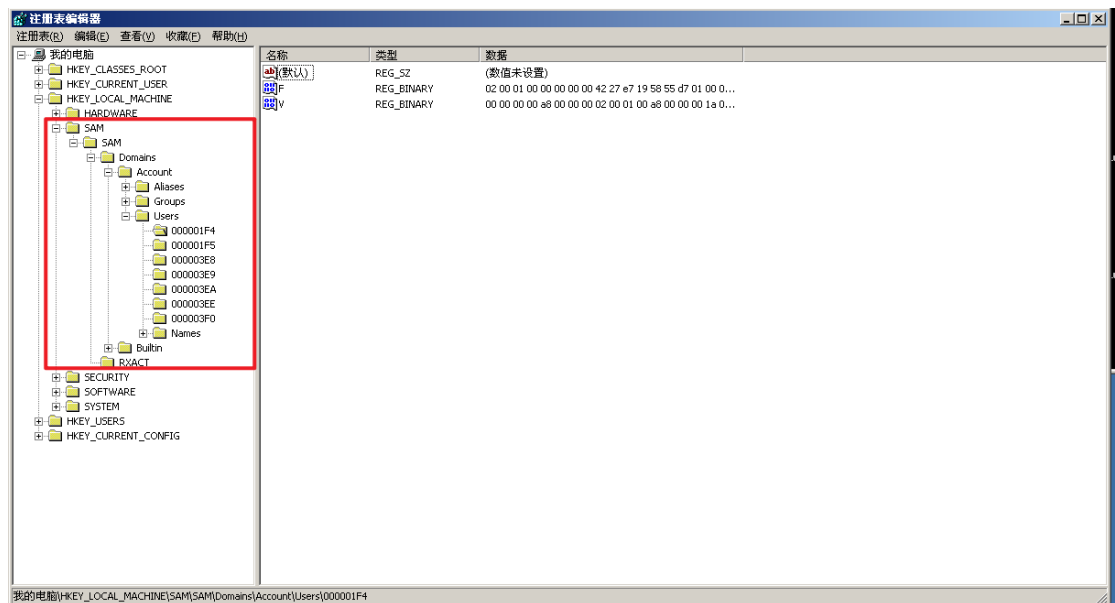 注册表编辑器
注册表(R) 编辑(E) 查看(V) 收藏(F) 帮助(H)
我的电脑
HKEY_CLASSES_ROOT
HKEY_CURRENT_USER
HKEY_LOCAL_MACHINE
HARDWARE
SAM
SAM
Domains
Account
Aliases
Groups
Users
000001F4
000001F5
000003E8
000003E9
000003EA
000003EE
000003F0
Names
Builtin
RXACT
SECURITY
SOFTWARE
SYSTEM
HKEY_USERS
HKEY_CURRENT_CONFIG
名称 类型 数据
(默认) REG_SZ (数值未设置)
F REG_BINARY 02 00 01 00 00 00 00 00 42 27 e7 19 58 55 d7 01 00 0...
V REG_BINARY 00 00 00 00 a8 00 00 00 02 00 01 00 a8 00 00 00 1a 0...
我的电脑\HKEY_LOCAL_MACHINE\SAM\SAM\Domains\Account\Users\000001F4